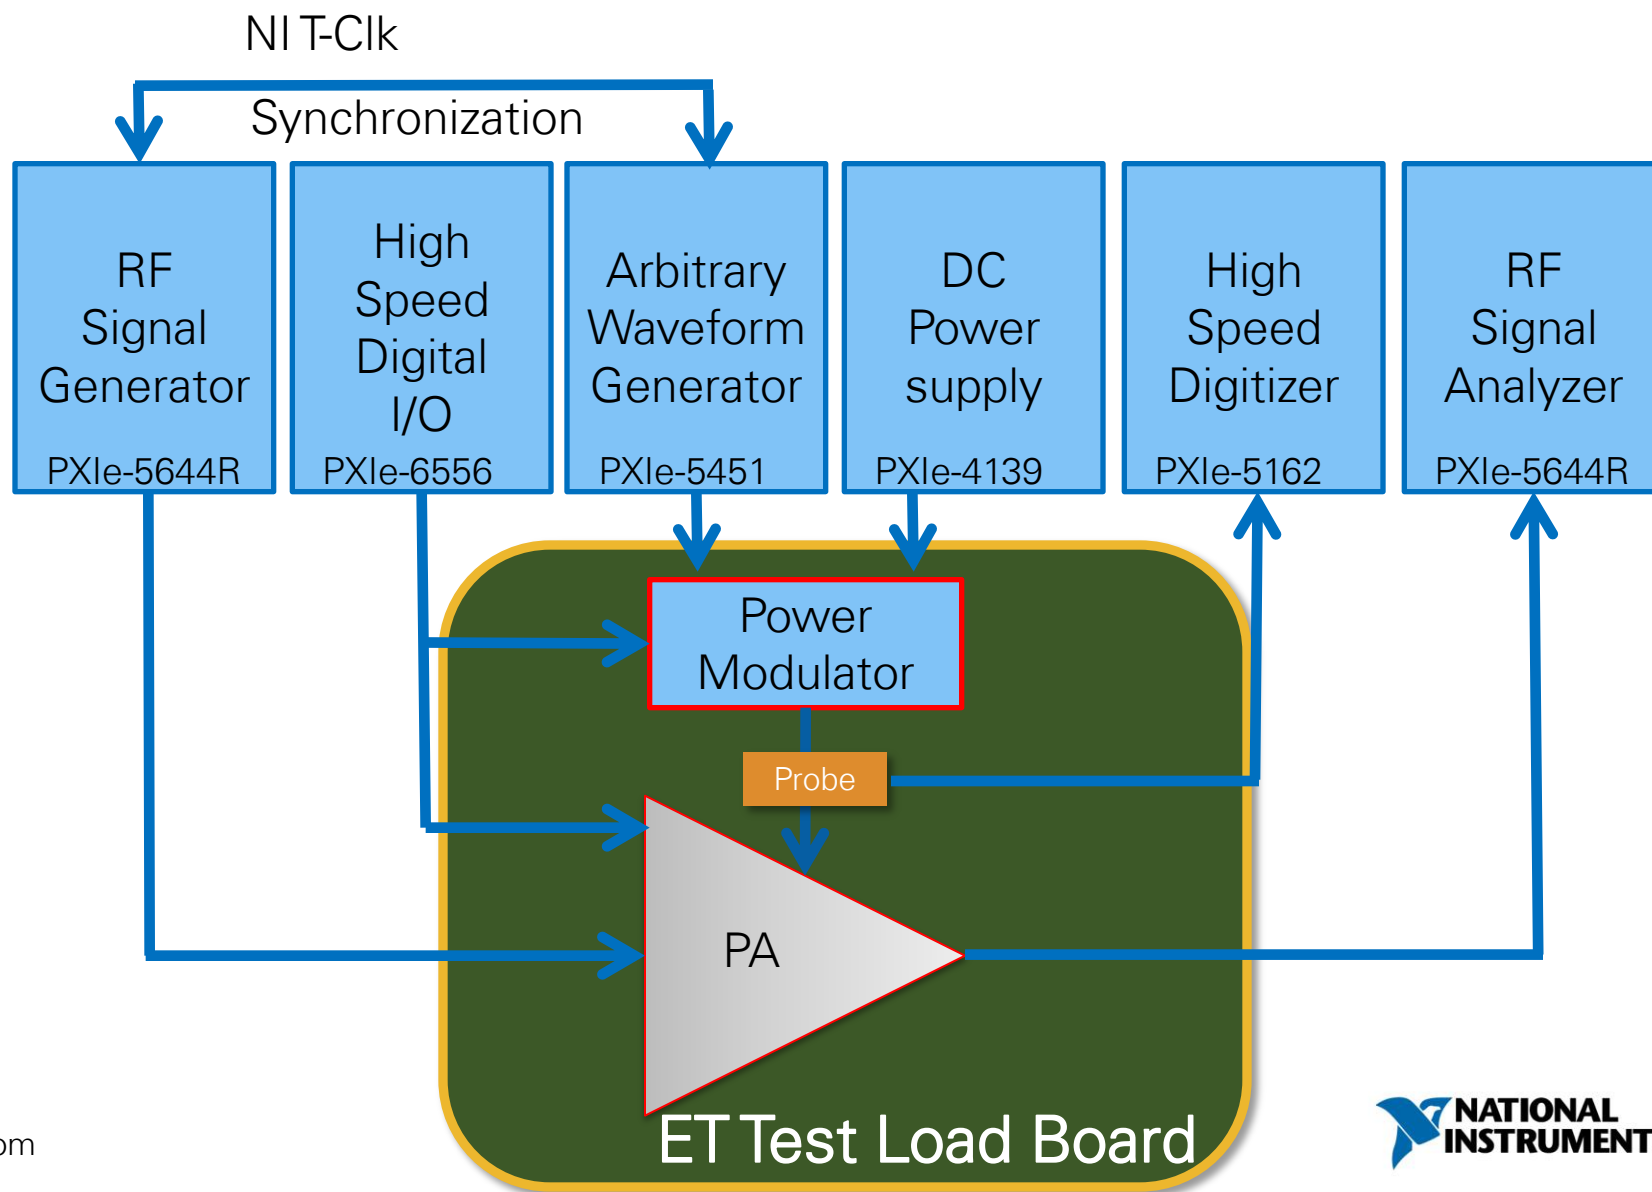 NI T-Clk
Synchronization
RF
Signal
Generator
PXIe-5644R
High
Speed
Digital
I/O
PXIe-6556
Arbitrary
Waveform
Generator
PXIe-5451
DC
Power
supply
PXIe-4139
High
Speed
Digitizer
PXIe-5162
RF
Signal
Analyzer
PXIe-5644R
Power
Modulator
Probe
PA
ET Test Load Board
om
NATIONAL
INSTRUMENT